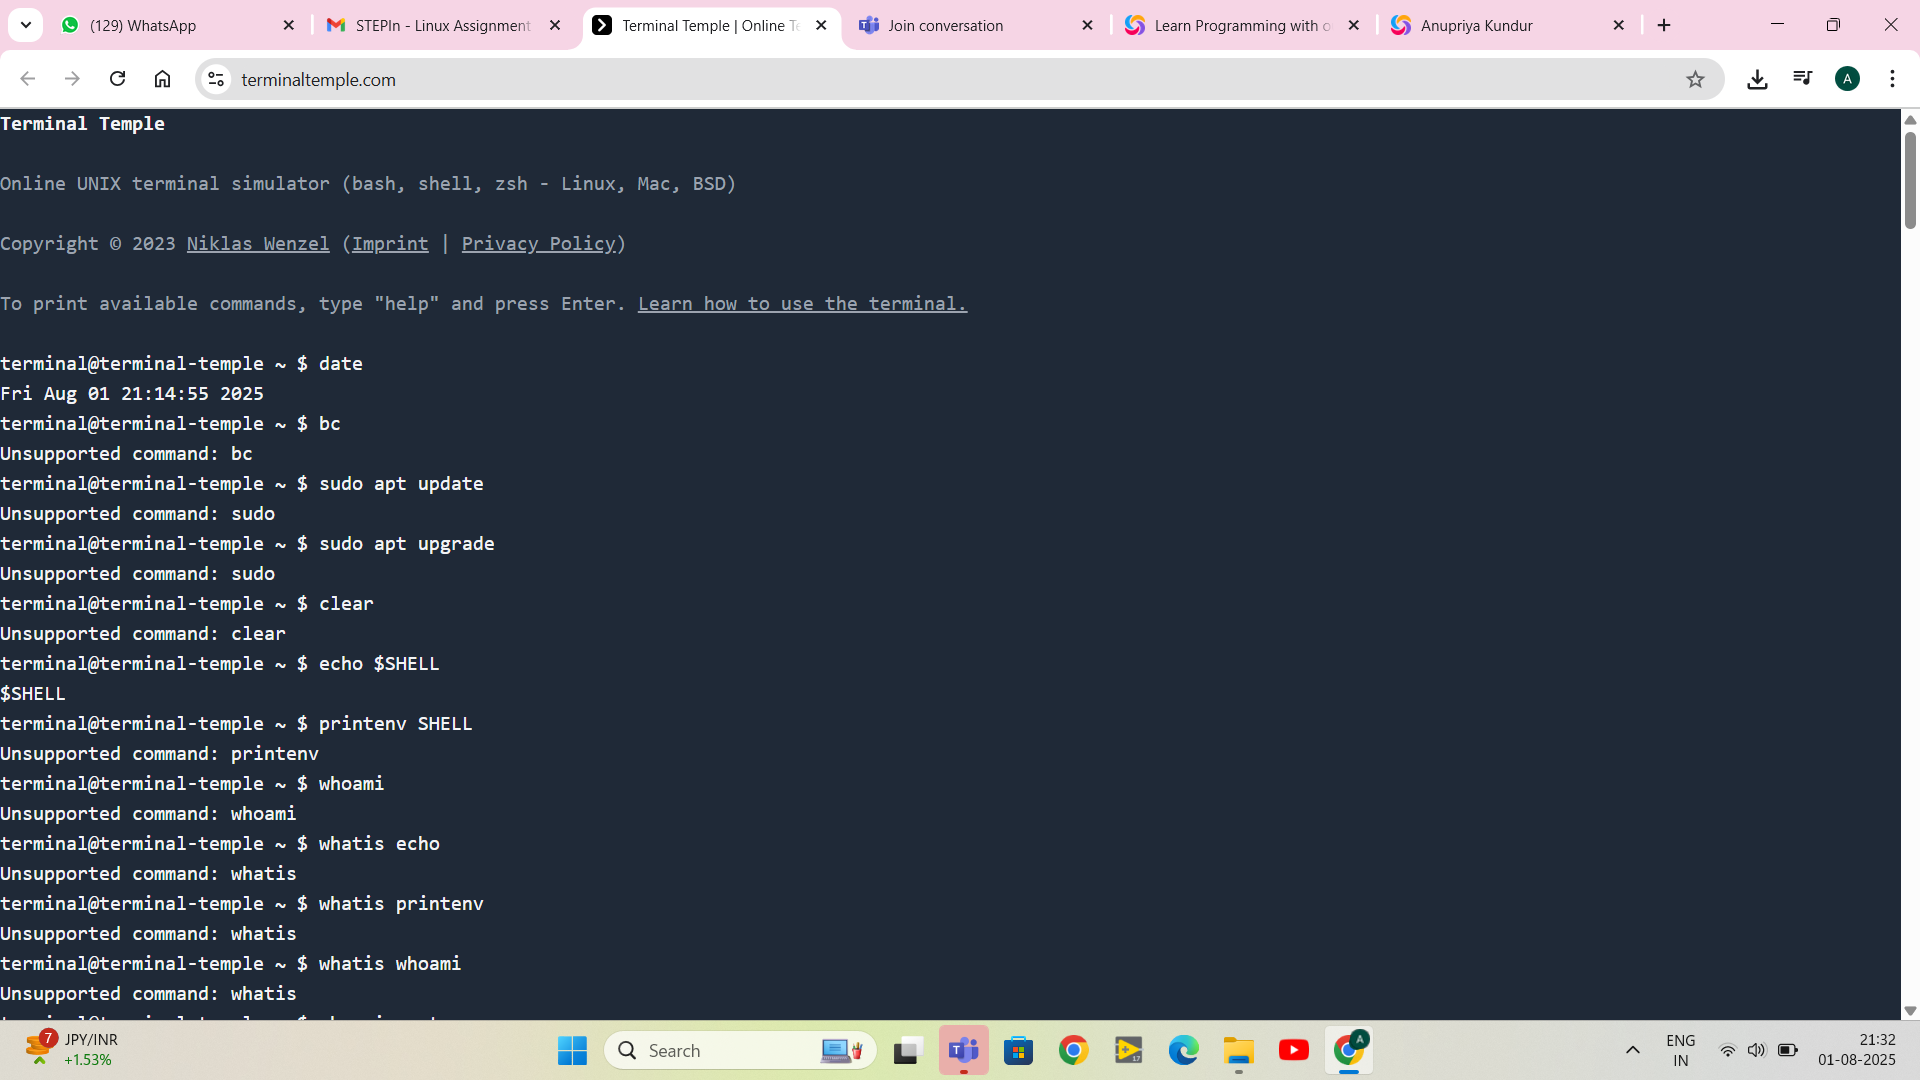 (129) WhatsApp
STEPIn - Linux Assignment
Terminal Temple | Online Te
Join conversation
Learn Programming with o
Anupriya Kundur
terminaltemple.com
A
Terminal Temple
Online UNIX terminal simulator (bash, shell, zsh - Linux, Mac, BSD)
Copyright © 2023 Niklas Wenzel (Imprint | Privacy Policy)
To print available commands, type "help" and press Enter. Learn how to use the terminal.
terminal@terminal-temple ~ $ date
Fri Aug 01 21:14:55 2025
terminal@terminal-temple ~ $ bc
Unsupported command: bc
terminal@terminal-temple ~ $ sudo apt update
Unsupported command: sudo
terminal@terminal-temple ~ $ sudo apt upgrade
Unsupported command: sudo
terminal@terminal-temple ~ $ clear
Unsupported command: clear
terminal@terminal-temple ~ $ echo $SHELL
$SHELL
terminal@terminal-temple ~ $ printenv SHELL
Unsupported command: printenv
terminal@terminal-temple ~ $ whoami
Unsupported command: whoami
terminal@terminal-temple ~ $ whatis echo
Unsupported command: whatis
terminal@terminal-temple ~ $ whatis printenv
Unsupported command: whatis
terminal@terminal-temple ~ $ whatis whoami
Unsupported command: whatis
7
JPY/INR
+1.53%
Search
T
17
A
ENG
IN
21:32
01-08-2025